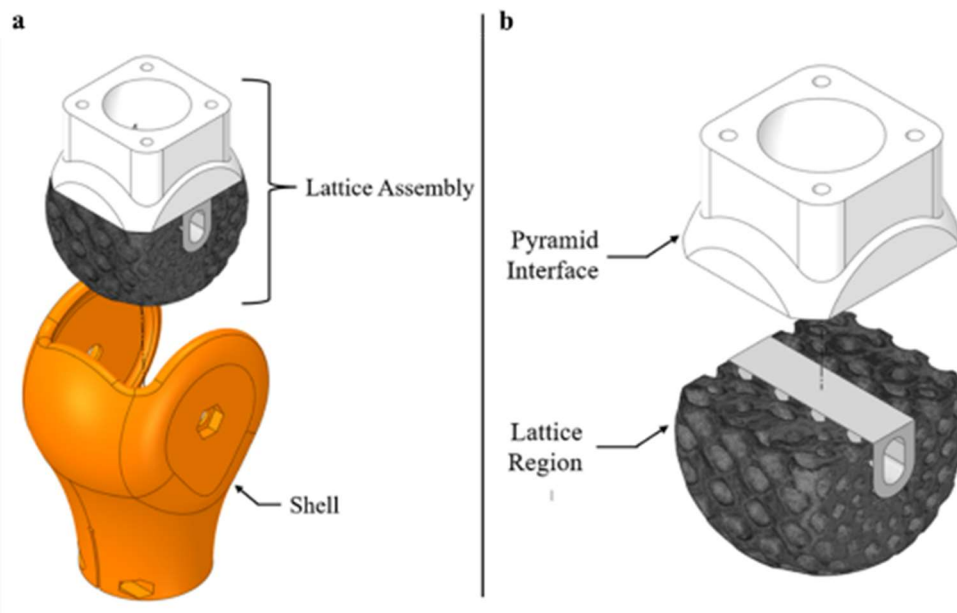 a
Lattice Assembly
Shell
b
Pyramid
Interface
Lattice
Region